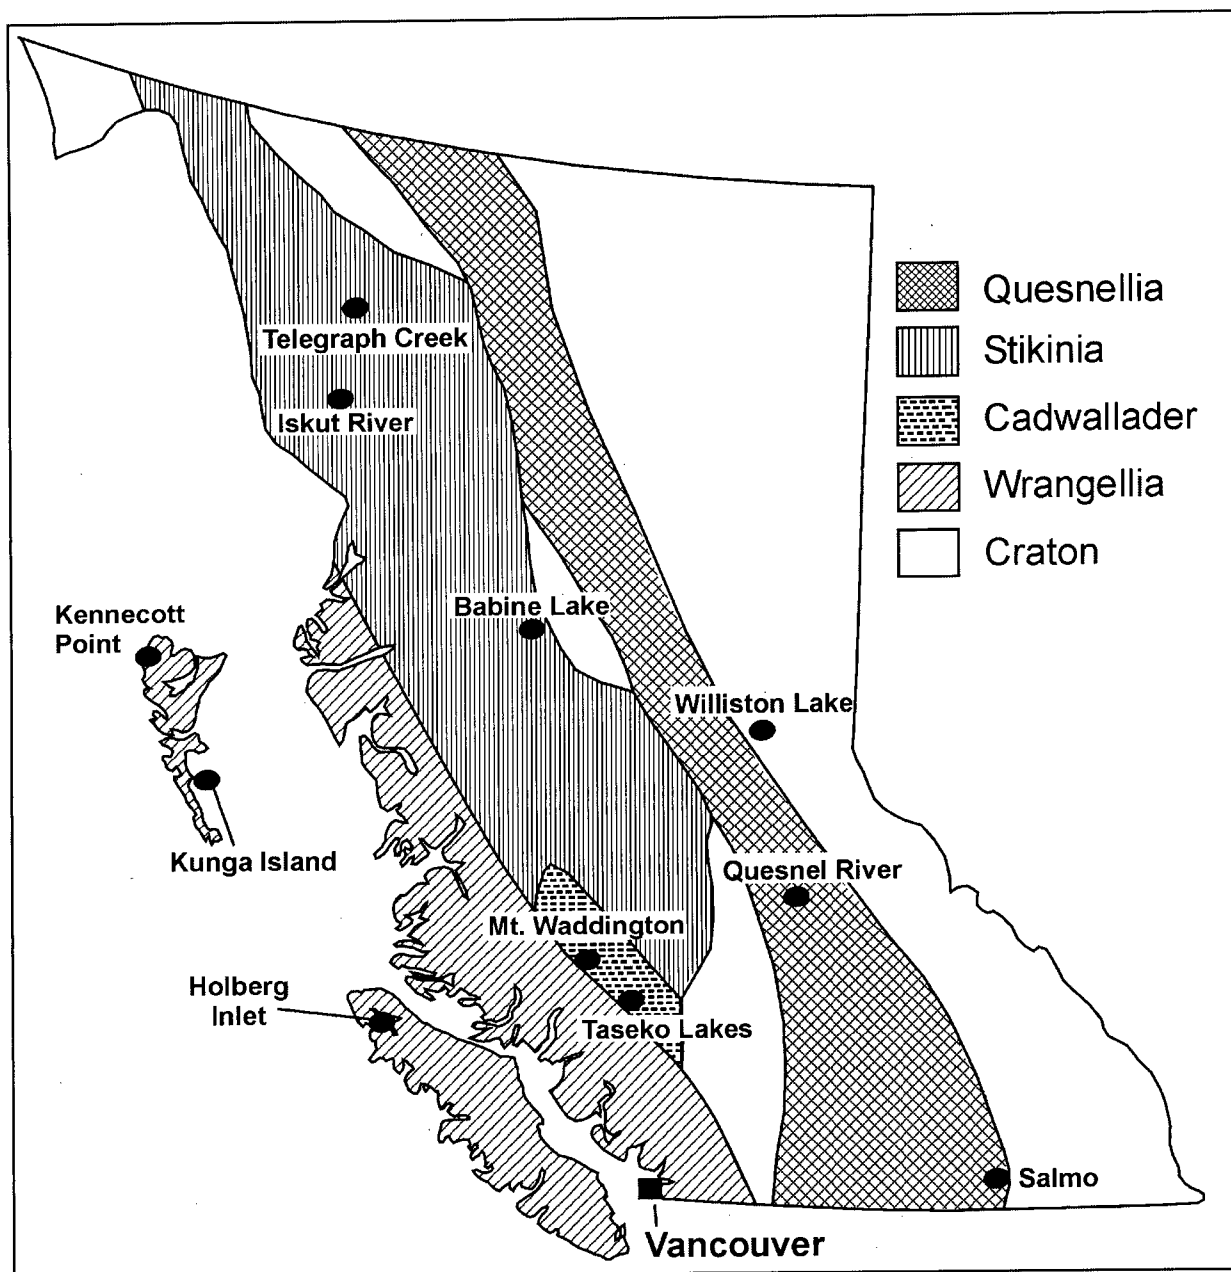 Quesnellia
Stikinia
Cadwallader
Wrangellia
Craton
Telegraph Creek
Iskut River
Kennecott
Point
Babine Lake
Williston Lake
Kunga Island
Quesnel River
Mt. Waddington
Holberg
Inlet
Taseko Lakes
Salmo
Vancouver